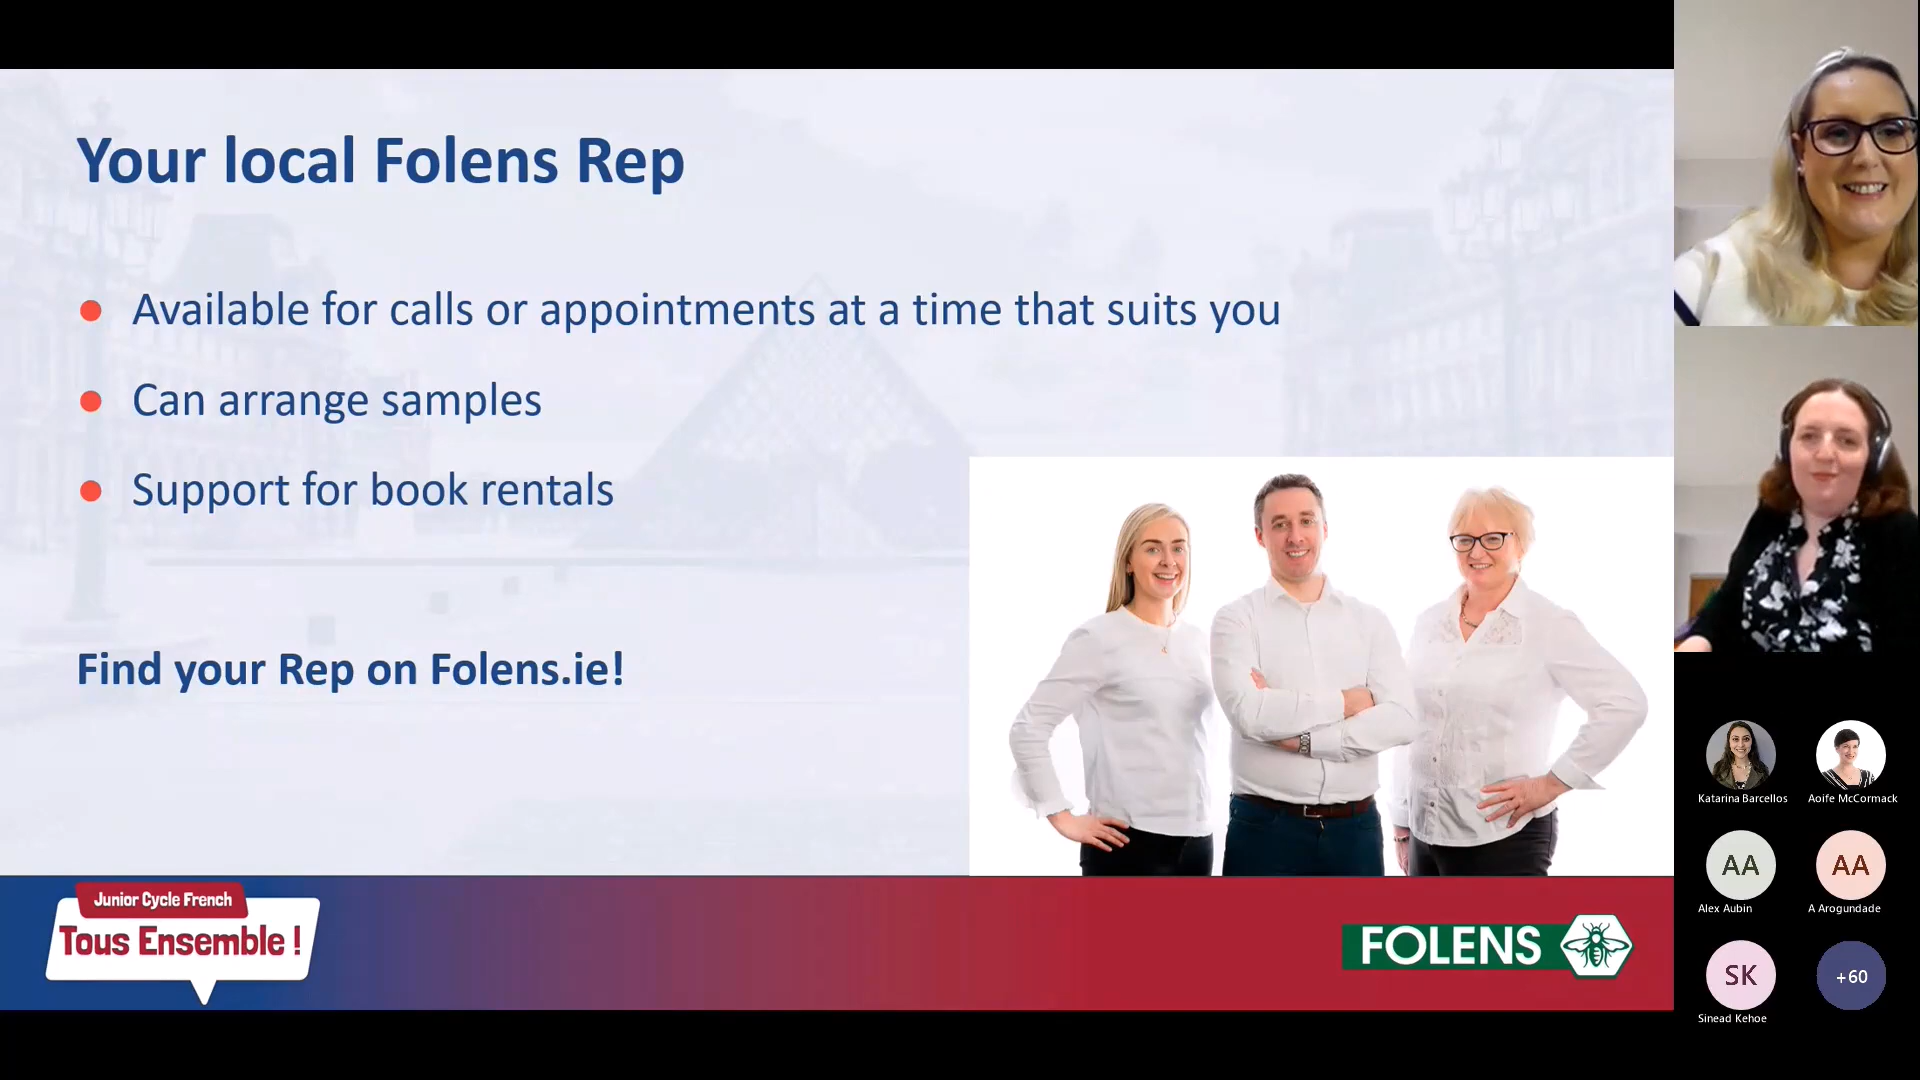 Your local Folens Rep
● Available for calls or appointments at a time that suits you
● Can arrange samples
● Support for book rentals
Find your Rep on Folens.ie!
Junior Cycle French
Tous Ensemble !
FOLENS
Katarina Barcellos
Aoife McCormack
AA
Alex Aubin
AA
A Arogundade
SK
Sinead Kehoe
+60